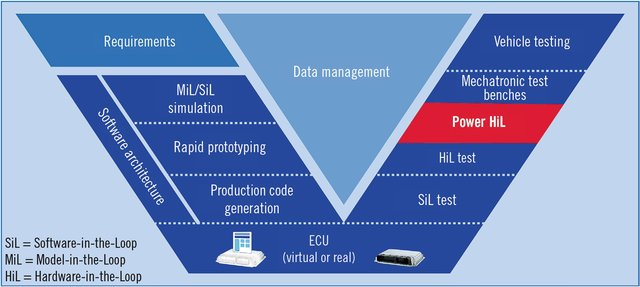 Requirements
MiL/SiL
simulation
Rapid prototyping
Production code
generation
Software architecture
Data management
Vehicle testing
Mechatronic test
benches
Power HiL
HiL test
SiL test
ECU
(virtual or real)
SiL = Software-in-the-Loop
MiL = Model-in-the-Loop
HiL = Hardware-in-the-Loop